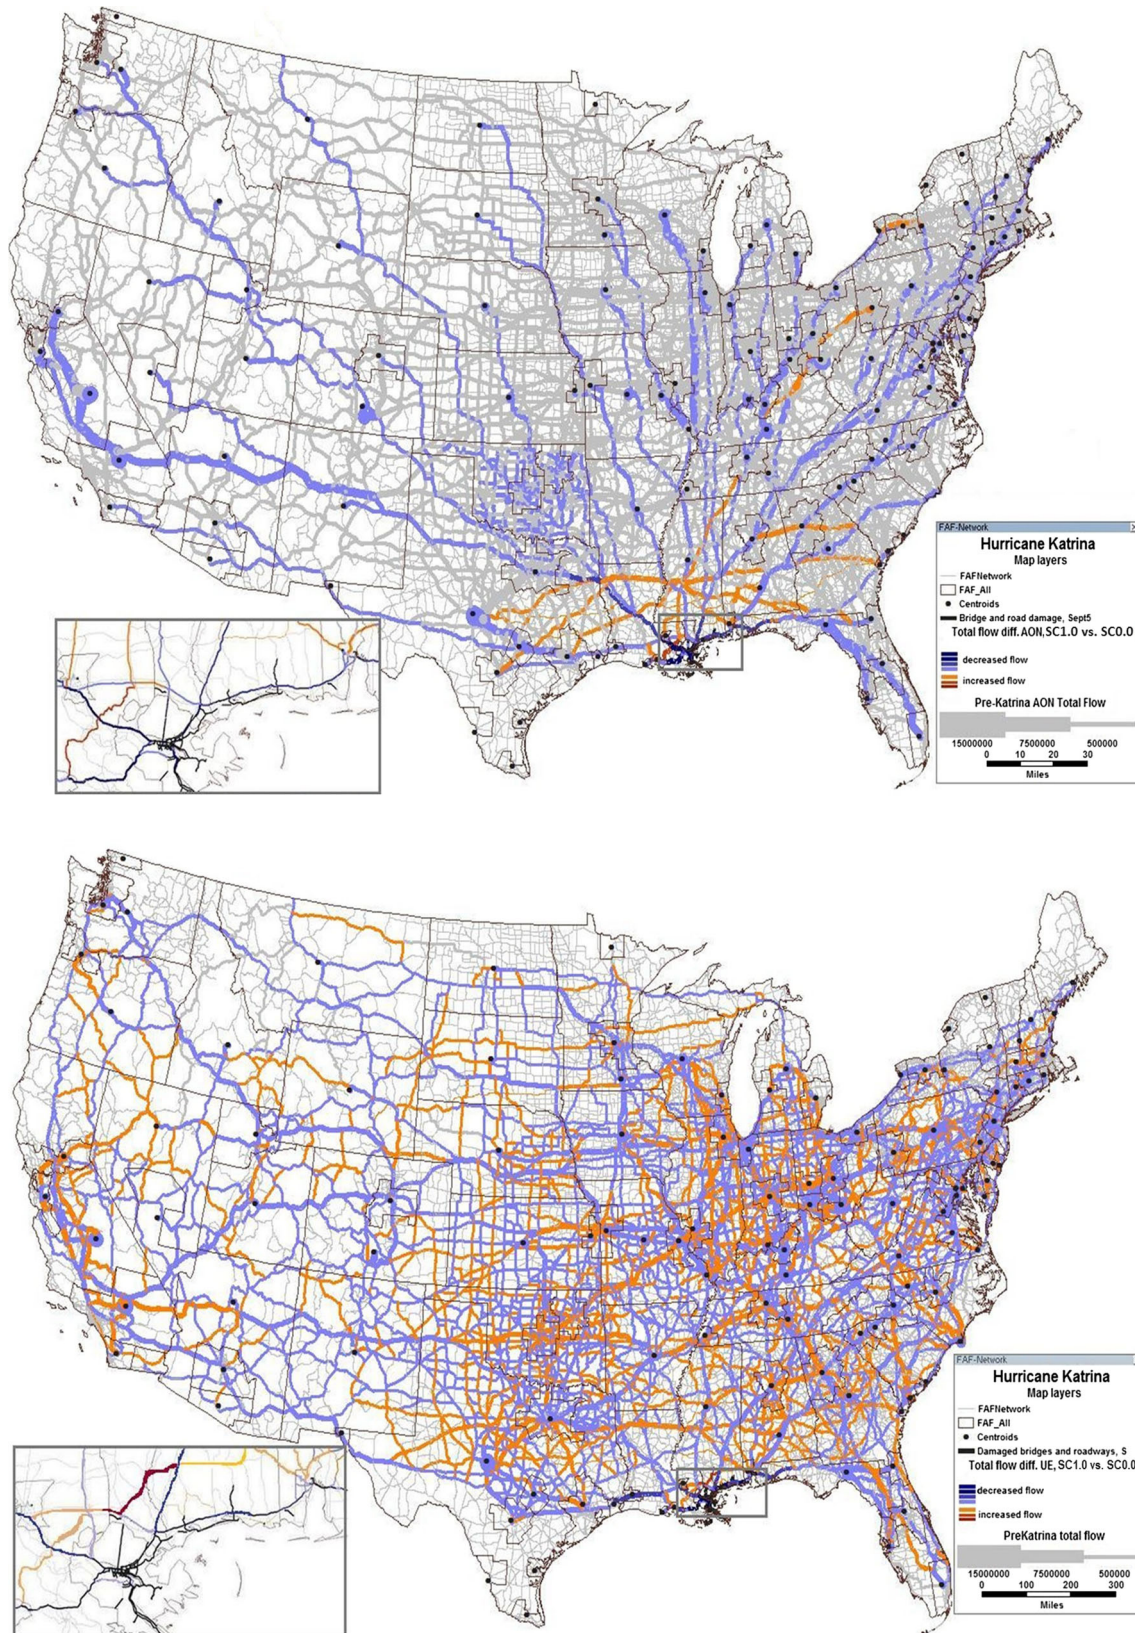 FAF-Network
Hurricane Katrina
Map layers
FAFNetwork
FAF_All
Centroids
Bridge and road damage, Sept5
Total flow diff. AON, SC1.0 vs. SC0.0
decreased flow
increased flow
Pre-Katrina AON Total Flow
15000000 7500000 500000
0 10 20 30
Miles
FAF-Network
Hurricane Katrina
Map layers
FAFNetwork
FAF_All
Centroids
Damaged bridges and roadways, S
Total flow diff. UE, SC1.0 vs. SC0.0
decreased flow
increased flow
PreKatrina total flow
15000000 7500000 500000
0 100 200 300
Miles